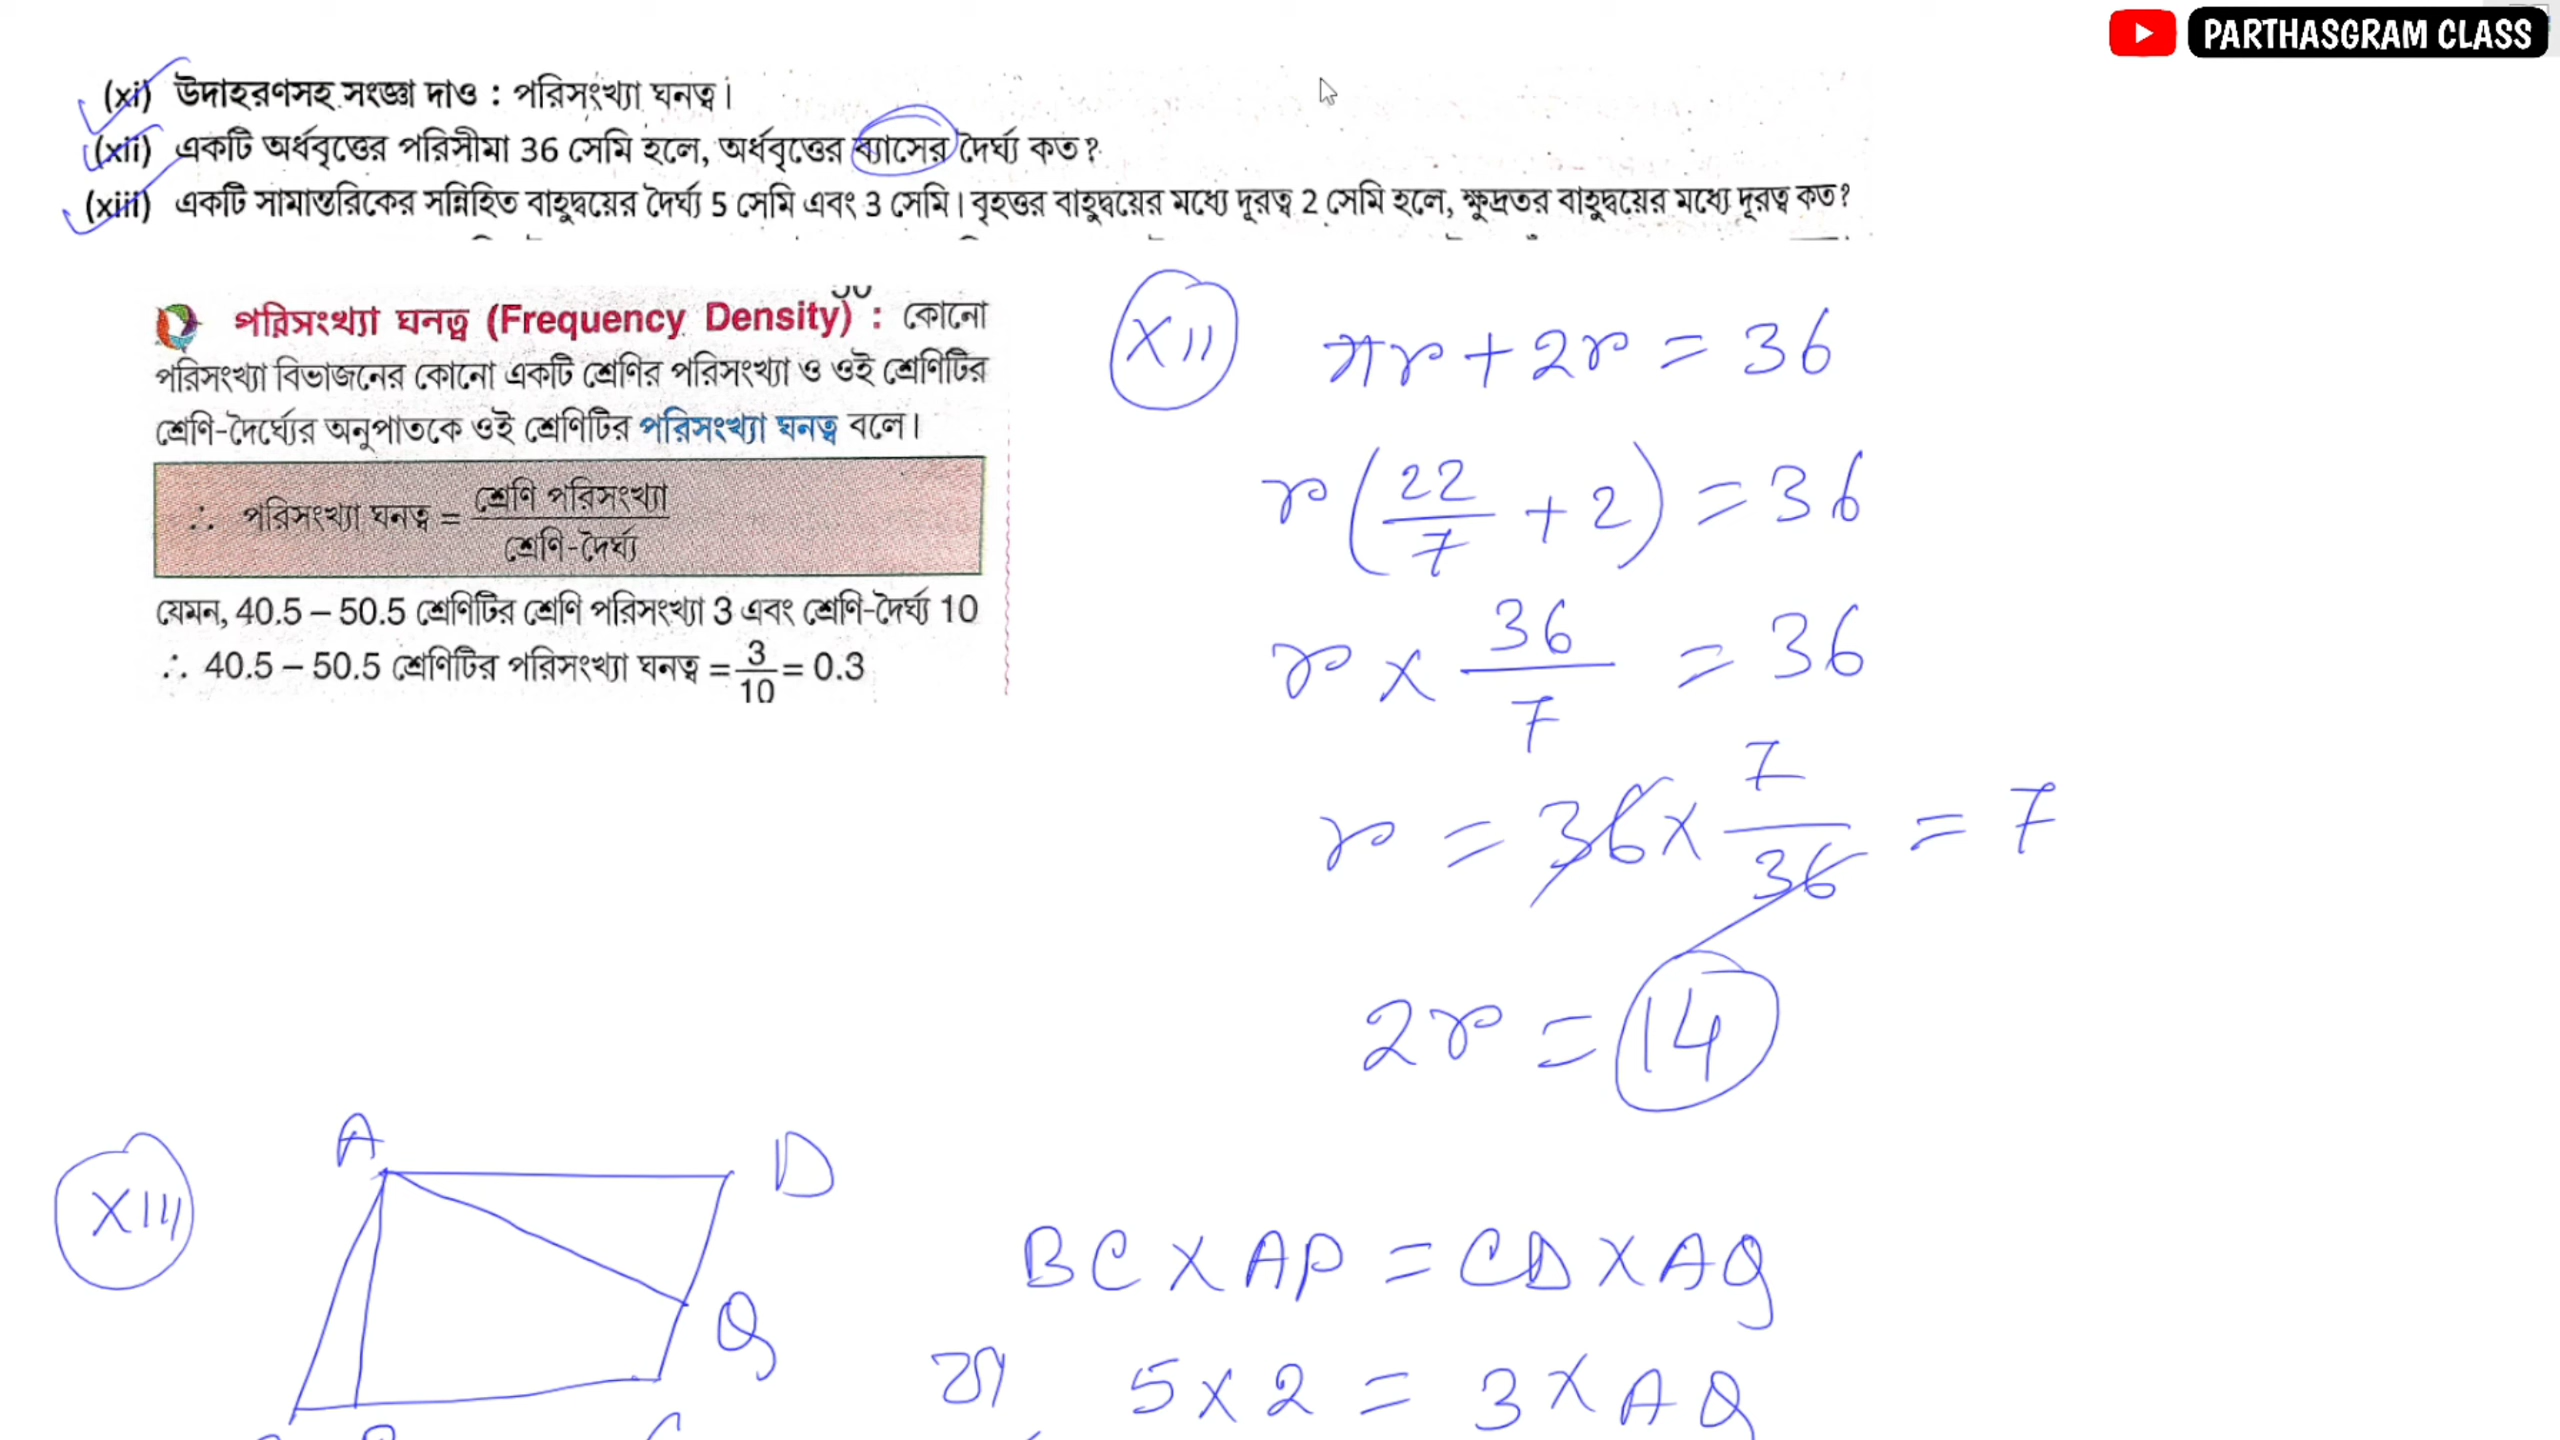 PARTHASGRAM CLASS
(xi) উদাহরণসহ সংজ্ঞা দাও : পরিসংখ্যা ঘনত্ব।
(xii) একটি অর্ধবৃত্তের পরিসীমা 36 সেমি হলে, অর্ধবৃত্তের ব্যাসের দৈর্ঘ্য কত?
(xiii) একটি সামান্তরিকের সন্নিহিত বাহুদ্বয়ের দৈর্ঘ্য 5 সেমি এবং 3 সেমি। বৃহত্তর বাহুদ্বয়ের মধ্যে দূরত্ব 2 সেমি হলে, ক্ষুদ্রতর বাহুদ্বয়ের মধ্যে দূরত্ব কত?
পরিসংখ্যা ঘনত্ব (Frequency Density) : কোনো
পরিসংখ্যা বিভাজনের কোনো একটি শ্রেণির পরিসংখ্যা ও ওই শ্রেণিটির
শ্রেণি-দৈর্ঘ্যের অনুপাতকে ওই শ্রেণিটির পরিসংখ্যা ঘনত্ব বলে।
∴ পরিসংখ্যা ঘনত্ব = শ্রেণি পরিসংখ্যা / শ্রেণি-দৈর্ঘ্য
যেমন, 40.5 – 50.5 শ্রেণিটির শ্রেণি পরিসংখ্যা 3 এবং শ্রেণি-দৈর্ঘ্য 10
∴ 40.5 – 50.5 শ্রেণিটির পরিসংখ্যা ঘনত্ব = 3/10 = 0.3
XII
πr + 2r = 36
r (22/7 + 2) = 36
r × 36/7 = 36
r = 36 × 7/36 = 7
2r = 14
XIII
A
D
Q
BC × AP = CD × AQ
বা 5 × 2 = 3 × AQ